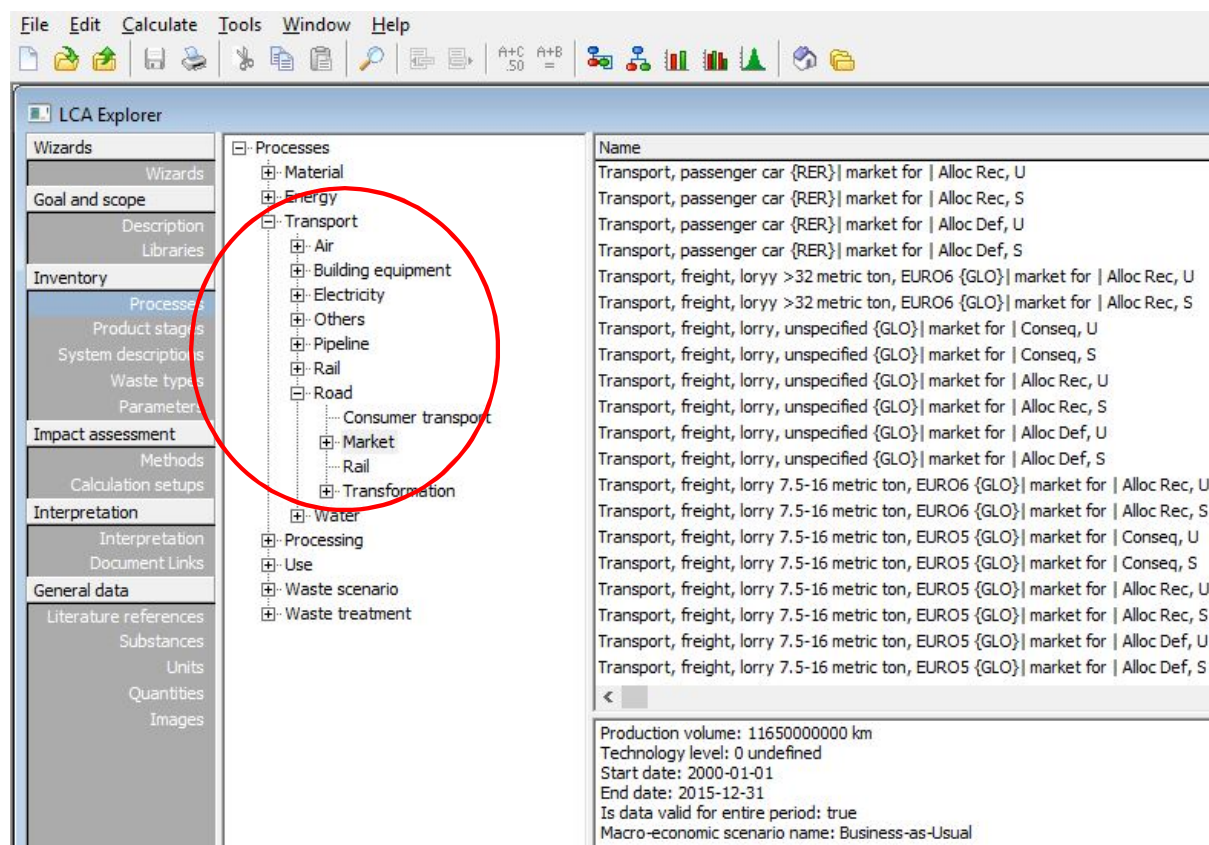 File Edit Calculate Tools Window Help
A+C
.50
A+B
=
LCA Explorer
Wizards
Wizards
Goal and scope
Description
Libraries
Inventory
Processes
Product stages
System descriptions
Waste types
Parameters
Impact assessment
Methods
Calculation setups
Interpretation
Interpretation
Document Links
General data
Literature references
Substances
Units
Quantities
Images
Processes
Material
Energy
Transport
Air
Building equipment
Electricity
Others
Pipeline
Rail
Road
Consumer transport
Market
Rail
Transformation
Water
Processing
Use
Waste scenario
Waste treatment
Name
Transport, passenger car {RER}| market for | Alloc Rec, U
Transport, passenger car {RER}| market for | Alloc Rec, S
Transport, passenger car {RER}| market for | Alloc Def, U
Transport, passenger car {RER}| market for | Alloc Def, S
Transport, freight, loryy >32 metric ton, EURO6 {GLO}| market for | Alloc Rec, U
Transport, freight, loryy >32 metric ton, EURO6 {GLO}| market for | Alloc Rec, S
Transport, freight, lorry, unspecified {GLO}| market for | Conseq, U
Transport, freight, lorry, unspecified {GLO}| market for | Conseq, S
Transport, freight, lorry, unspecified {GLO}| market for | Alloc Rec, U
Transport, freight, lorry, unspecified {GLO}| market for | Alloc Rec, S
Transport, freight, lorry, unspecified {GLO}| market for | Alloc Def, U
Transport, freight, lorry, unspecified {GLO}| market for | Alloc Def, S
Transport, freight, lorry 7.5-16 metric ton, EURO6 {GLO}| market for | Alloc Rec, U
Transport, freight, lorry 7.5-16 metric ton, EURO6 {GLO}| market for | Alloc Rec, S
Transport, freight, lorry 7.5-16 metric ton, EURO5 {GLO}| market for | Conseq, U
Transport, freight, lorry 7.5-16 metric ton, EURO5 {GLO}| market for | Conseq, S
Transport, freight, lorry 7.5-16 metric ton, EURO5 {GLO}| market for | Alloc Rec, U
Transport, freight, lorry 7.5-16 metric ton, EURO5 {GLO}| market for | Alloc Rec, S
Transport, freight, lorry 7.5-16 metric ton, EURO5 {GLO}| market for | Alloc Def, U
Transport, freight, lorry 7.5-16 metric ton, EURO5 {GLO}| market for | Alloc Def, S
Production volume: 11650000000 km
Technology level: 0 undefined
Start date: 2000-01-01
End date: 2015-12-31
Is data valid for entire period: true
Macro-economic scenario name: Business-as-Usual